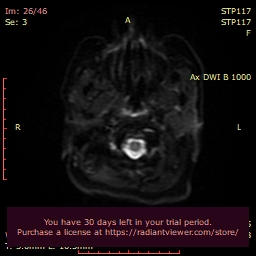 Im: 26/46
Se: 3
A
STP117
STP117
F
Ax DWI B 1000
R
L
You have 30 days left in your trial period.
Purchase a license at https://radiantviewer.com/store/